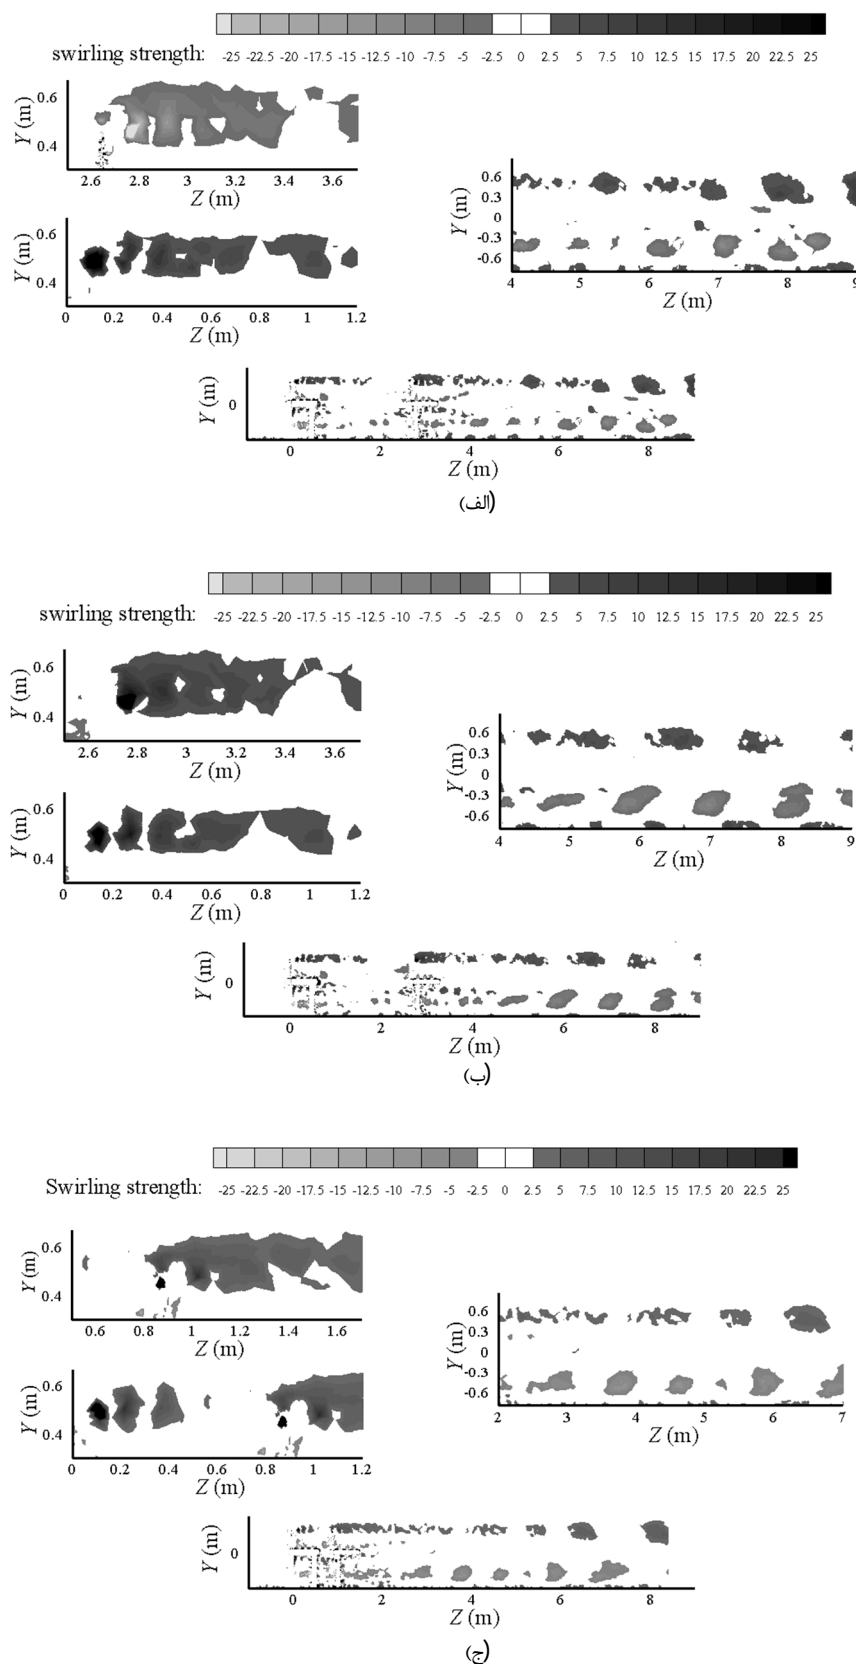 swirling strength: -25 -22.5 -20 -17.5 -15 -12.5 -10 -7.5 -5 -2.5 0 2.5 5 7.5 10 12.5 15 17.5 20 22.5 25
Y (m)
0.6
0.4
2.6 2.8 3 3.2 3.4 3.6
Z (m)
Y (m)
0.6
0.3
0
-0.3
-0.6
4 5 6 7 8 9
Z (m)
Y (m)
0.6
0.4
0 0.2 0.4 0.6 0.8 1 1.2
Z (m)
Y (m)
0
0 2 4 6 8
Z (m)
(الف)
swirling strength: -25 -22.5 -20 -17.5 -15 -12.5 -10 -7.5 -5 -2.5 0 2.5 5 7.5 10 12.5 15 17.5 20 22.5 25
Y (m)
0.6
0.4
2.6 2.8 3 3.2 3.4 3.6
Z (m)
Y (m)
0.6
0.3
0
-0.3
-0.6
4 5 6 7 8 9
Z (m)
Y (m)
0.6
0.4
0 0.2 0.4 0.6 0.8 1 1.2
Z (m)
Y (m)
0
0 2 4 6 8
Z (m)
(ب)
Swirling strength: -25 -22.5 -20 -17.5 -15 -12.5 -10 -7.5 -5 -2.5 0 2.5 5 7.5 10 12.5 15 17.5 20 22.5 25
Y (m)
0.6
0.4
0.6 0.8 1 1.2 1.4 1.6
Z (m)
Y (m)
0.6
0.3
0
-0.3
-0.6
2 3 4 5 6 7
Z (m)
Y (m)
0.6
0.4
0 0.2 0.4 0.6 0.8 1 1.2
Z (m)
Y (m)
0
0 2 4 6 8
Z (m)
(ج)